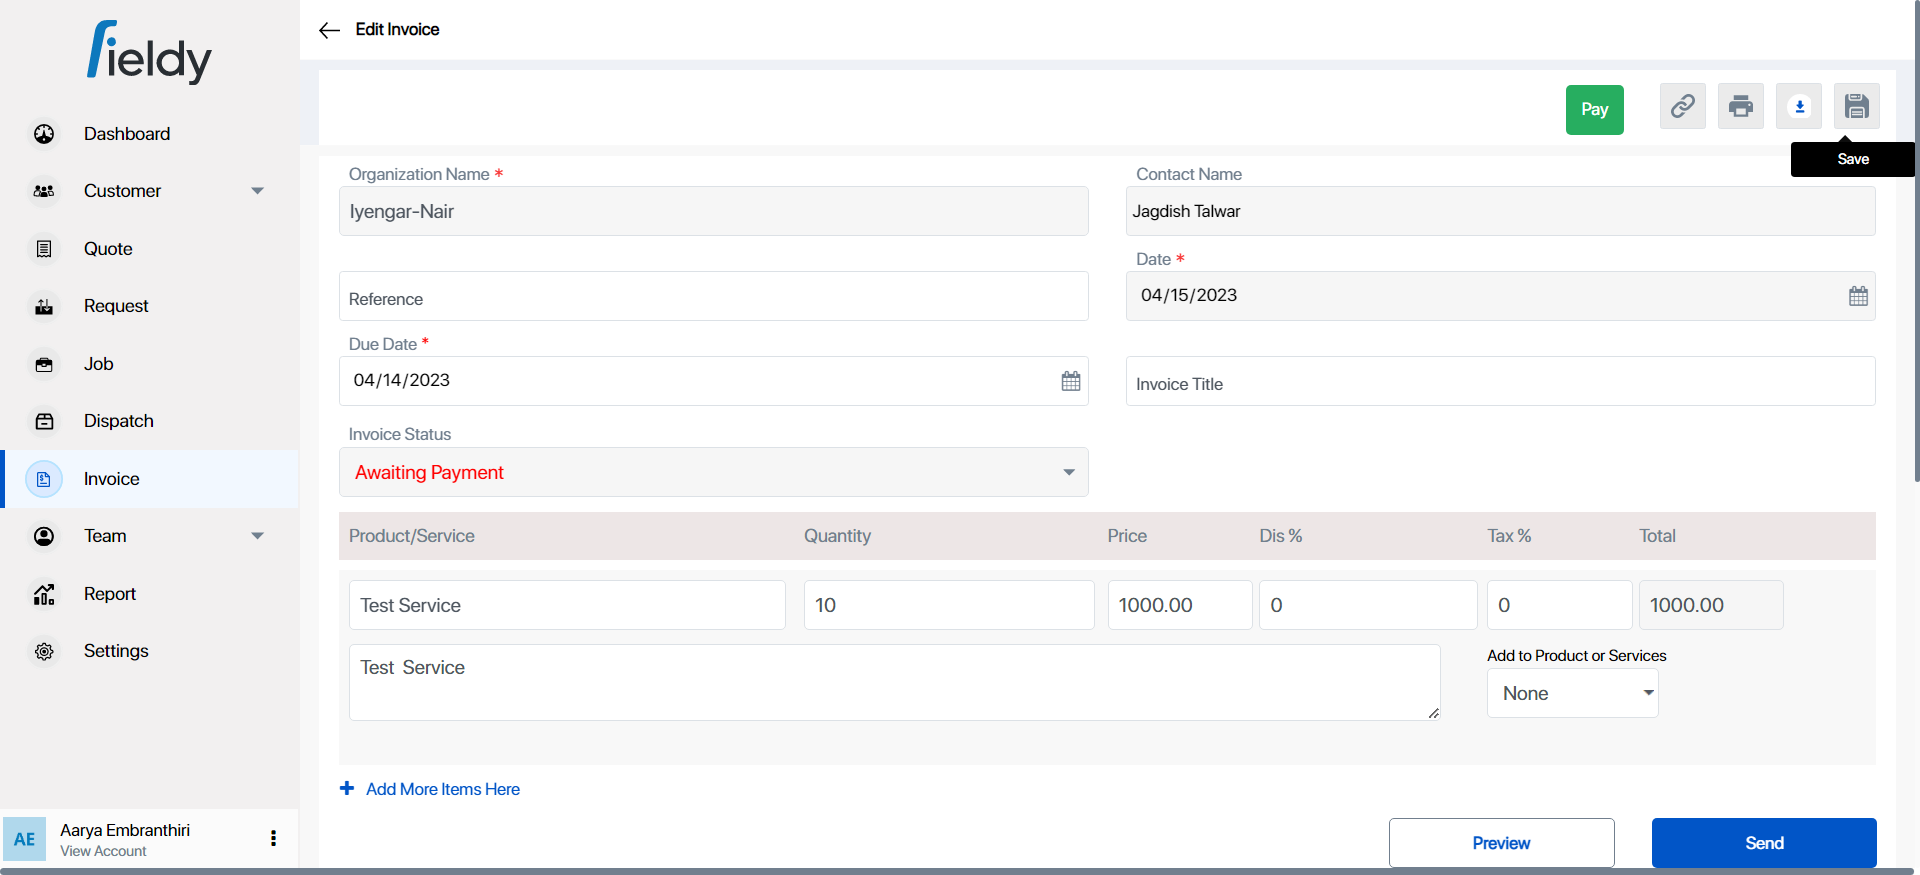 fieldy
Edit Invoice
Pay
Save
Dashboard
Customer
Quote
Request
Job
Dispatch
Invoice
Team
Report
Settings
AE
Aarya Embranthiri
View Account
Organization Name *
Iyengar-Nair
Contact Name
Jagdish Talwar
Reference
Date *
04/15/2023
Due Date *
04/14/2023
Invoice Title
Invoice Status
Awaiting Payment
Product/Service Quantity Price Dis % Tax % Total
Test Service 10 1000.00 0 0 1000.00
Test  Service
Add to Product or Services
None
+ Add More Items Here
Preview
Send